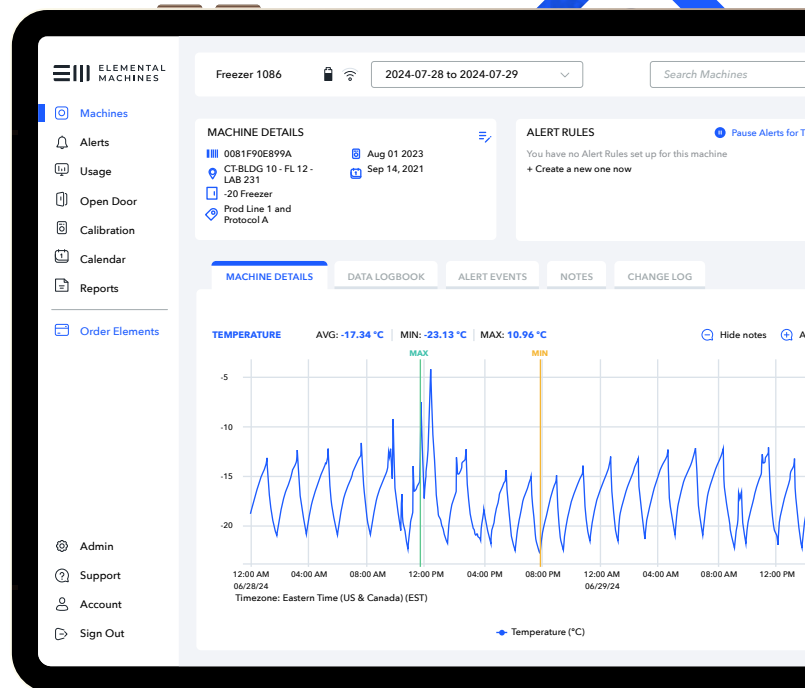 ELEMENTAL
MACHINES
Machines
Alerts
Usage
Open Door
Calibration
Calendar
Reports
Order Elements
Admin
Support
Account
Sign Out
Freezer 1086
2024-07-28 to 2024-07-29
Search Machines
MACHINE DETAILS
0081F90E899A
Aug 01 2023
CT-BLDG 10 - FL 12 -
LAB 231
Sep 14, 2021
-20 Freezer
Prod Line 1 and
Protocol A
ALERT RULES
Pause Alerts for T
You have no Alert Rules set up for this machine
+ Create a new one now
MACHINE DETAILS
DATA LOGBOOK
ALERT EVENTS
NOTES
CHANGE LOG
TEMPERATURE
AVG: -17.34 °C
MIN: -23.13 °C
MAX: 10.96 °C
Hide notes
A
MAX
MIN
-5
-10
-15
-20
12:00 AM 04:00 AM 08:00 AM 12:00 PM 04:00 PM 08:00 PM 12:00 AM 04:00 AM 08:00 AM 12:00 PM
06/28/24 06/29/24
Timezone: Eastern Time (US & Canada) (EST)
Temperature (°C)